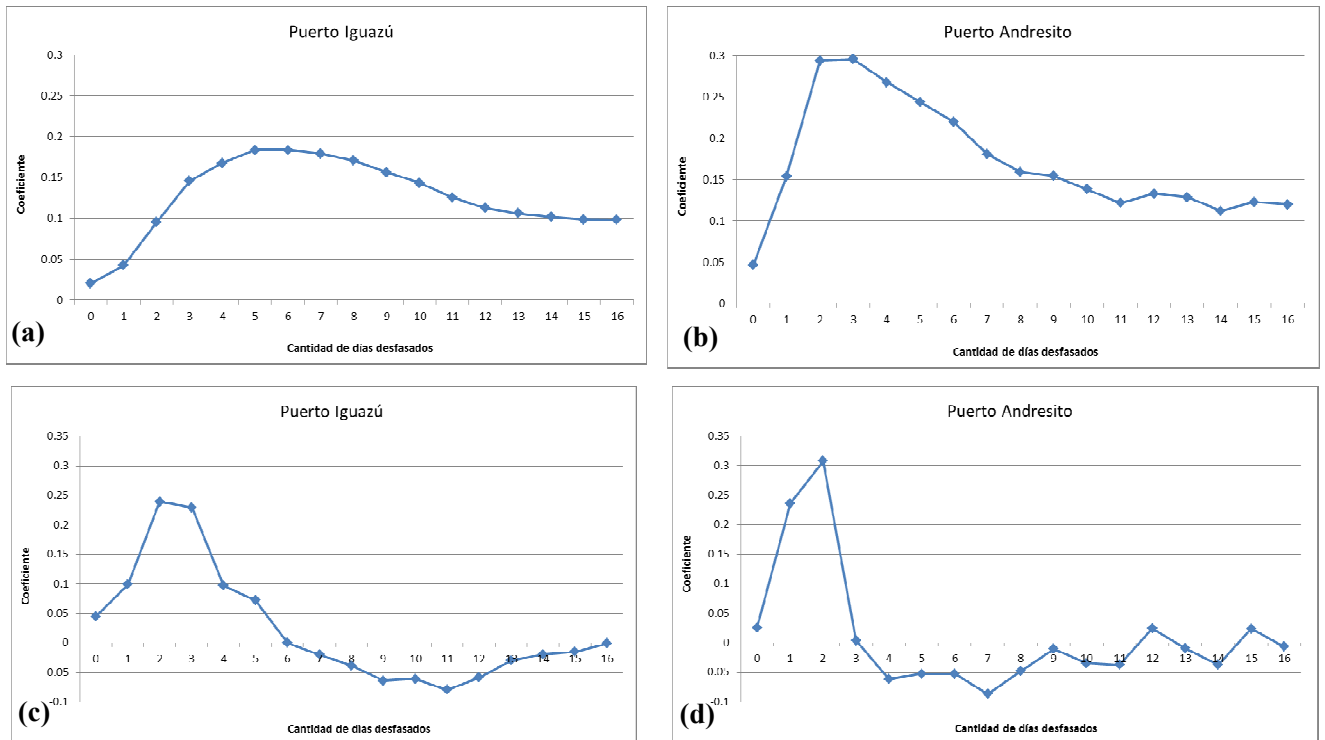 Puerto Iguazú
0.3
0.25
0.2
0.15
0.1
0.05
0
Coeficiente
0 1 2 3 4 5 6 7 8 9 10 11 12 13 14 15 16
Cantidad de días desfasados
(a)
Puerto Andresito
0.3
0.25
0.2
0.15
0.1
0.05
0
Coeficiente
0 1 2 3 4 5 6 7 8 9 10 11 12 13 14 15 16
Cantidad de días desfasados
(b)
Puerto Iguazú
0.35
0.3
0.25
0.2
0.15
0.1
0.05
0
0.05
-0.1
Coeficiente
0 1 2 3 4 5 6 7 8 9 10 11 12 13 14 15 16
Cantidad de días desfasados
(c)
Puerto Andresito
0.35
0.3
0.25
0.2
0.15
0.1
0.05
0
0.05
-0.1
Coeficiente
0 1 2 3 4 5 6 7 8 9 10 11 12 13 14 15 16
Cantidad de días desfasados
(d)